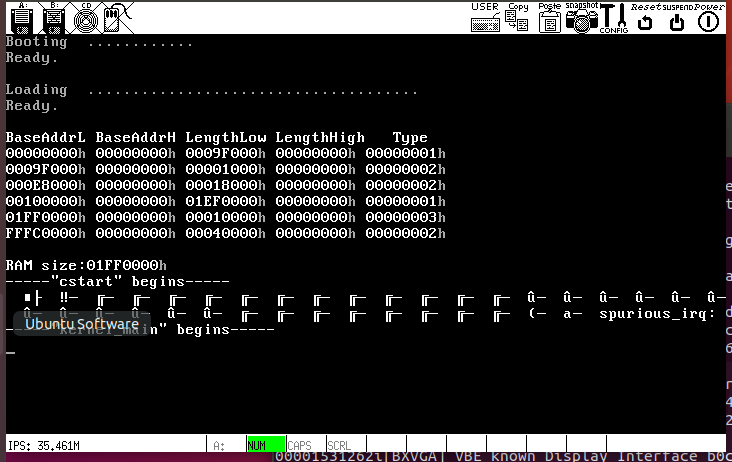 A: B: CD USER Copy Paste snapshot CONFIG Reset SUSPEND Power
Booting ............
Ready.
Loading .....................................
Ready.
BaseAddrL BaseAddrH LengthLow LengthHigh Type
00000000h 00000000h 0009F000h 00000000h 00000001h
0009F000h 00000000h 00001000h 00000000h 00000002h
000E8000h 00000000h 00018000h 00000000h 00000002h
00100000h 00000000h 01EF0000h 00000000h 00000001h
01FF0000h 00000000h 00010000h 00000000h 00000003h
FFFC0000h 00000000h 00040000h 00000000h 00000002h
RAM size:01FF0000h
-----"cstart" begins-----
▪├ ‼─ ╔─ ╔─ ╔─ ╔─ ╔─ ╔─ ╔─ ╔─ ╔─ ╔─ ╔─ ╔─ û─ û─ û─ û─ û─ û─
û─ û─ û─ û─ û─ û─ ╔─ ╔─ ╔─ ╔─ ╔─ ╔─ ╔─ ╔─ (─ a─ spurious_irq:
Ubuntu Software
kernel_main" begins-----
IPS: 35.461M A: NUM CAPS SCRL
00001531262i[BXVGA] VBE known Display Interface b0c